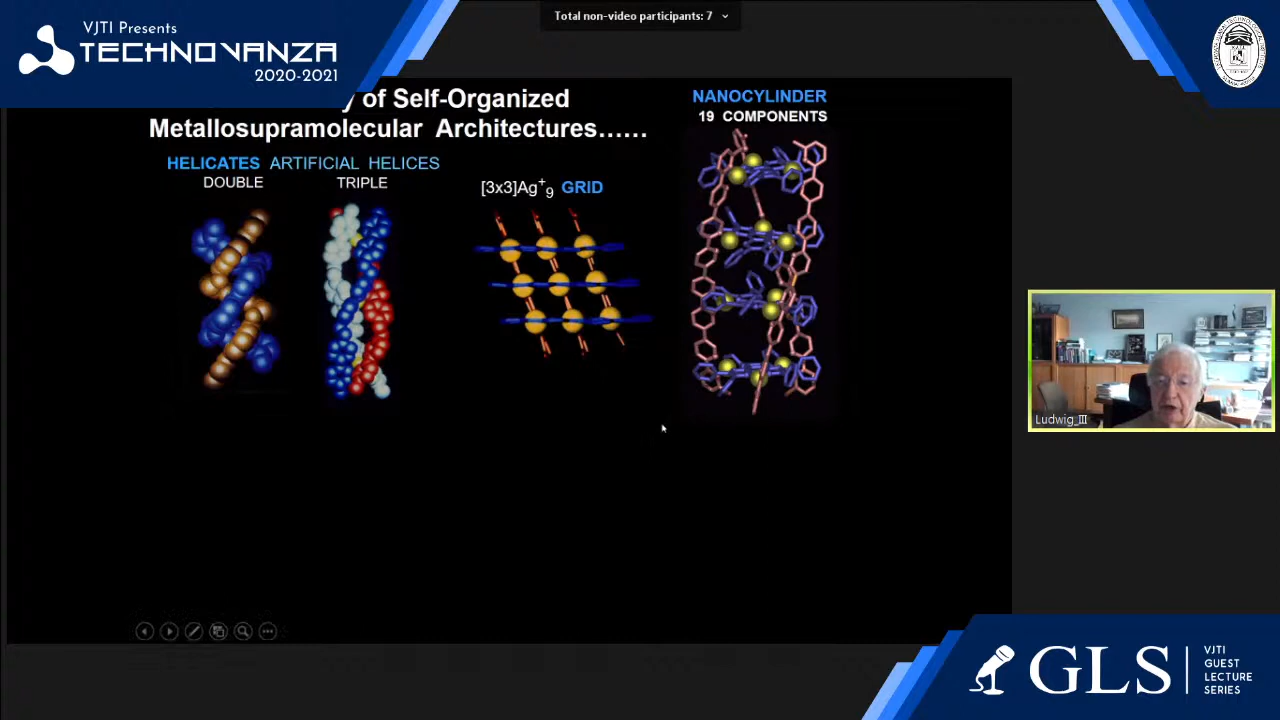 Total non-video participants: 7
VJTI Presents
TECHNOVANZA
2020-2021
y of Self-Organized
Metallosupramolecular Architectures......
HELICATES ARTIFICIAL HELICES
DOUBLE
TRIPLE
[3x3]Ag+9 GRID
NANOCYLINDER
19 COMPONENTS
Ludwig_III
GLS
VJTI
GUEST
LECTURE
SERIES